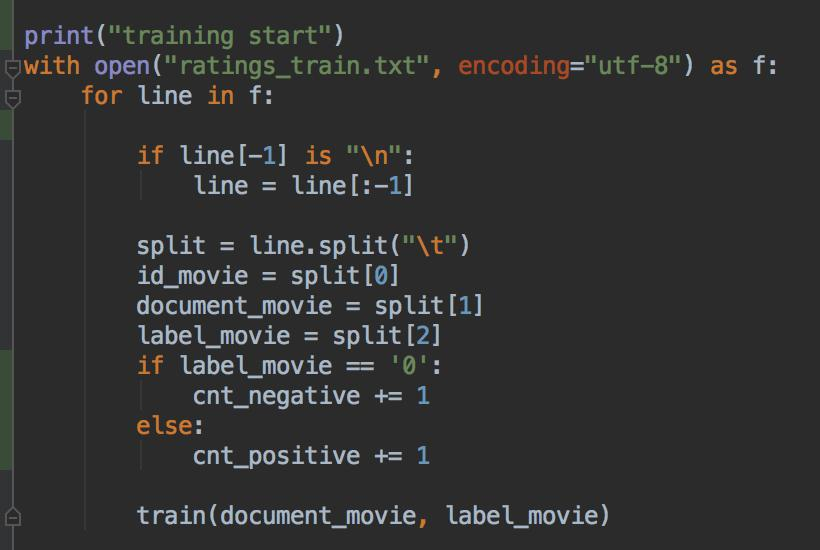 print("training start")
with open("ratings_train.txt", encoding="utf-8") as f:
    for line in f:

        if line[-1] is "\n":
            line = line[:-1]

        split = line.split("\t")
        id_movie = split[0]
        document_movie = split[1]
        label_movie = split[2]
        if label_movie == '0':
            cnt_negative += 1
        else:
            cnt_positive += 1

        train(document_movie, label_movie)